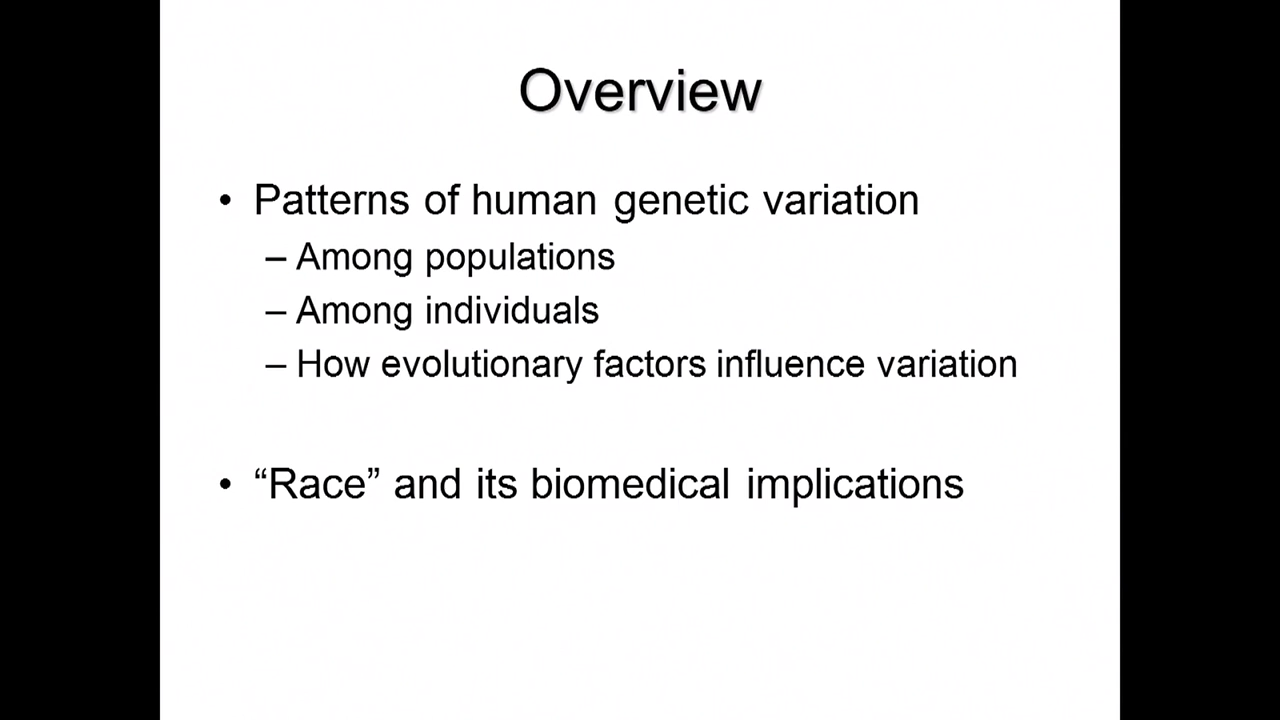 Overview
• Patterns of human genetic variation
– Among populations
– Among individuals
– How evolutionary factors influence variation
• “Race” and its biomedical implications